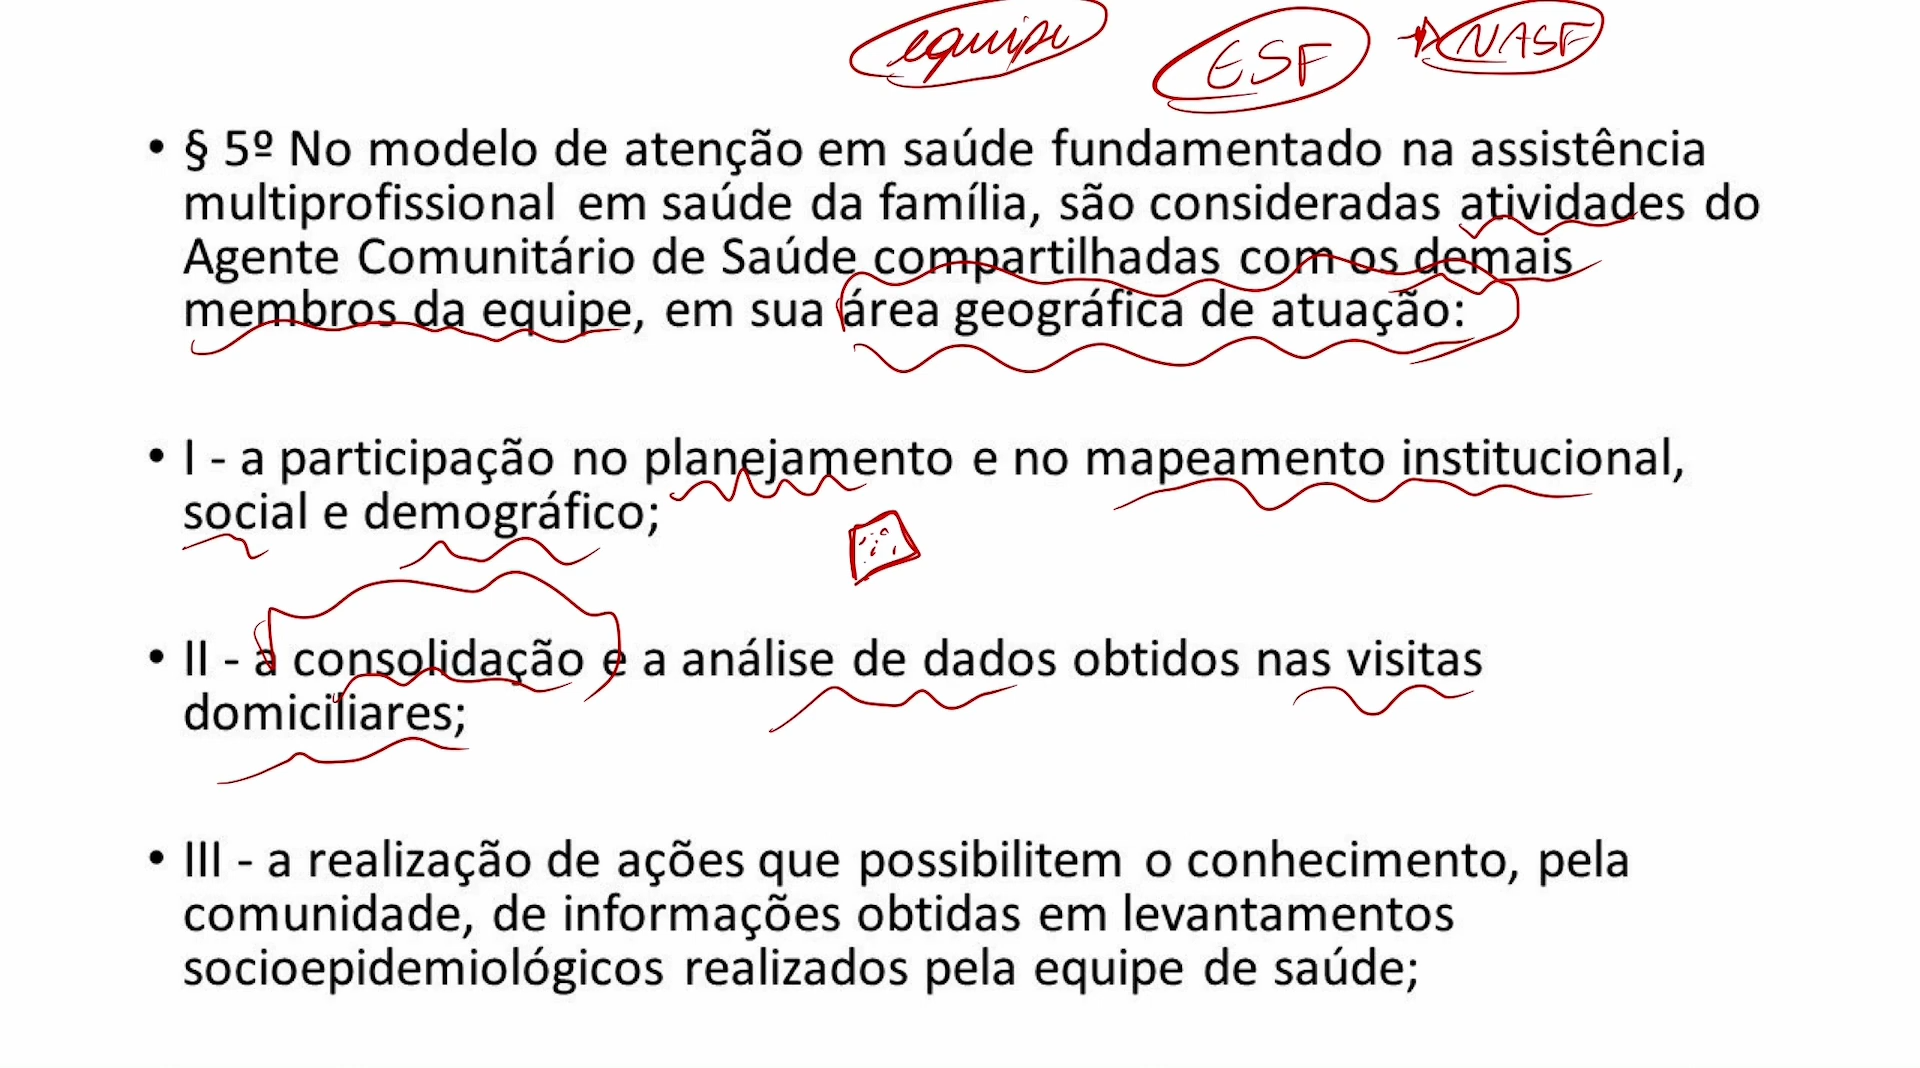 equipe ESF NASF
• § 5º No modelo de atenção em saúde fundamentado na assistência
multiprofissional em saúde da família, são consideradas atividades do
Agente Comunitário de Saúde compartilhadas com os demais
membros da equipe, em sua área geográfica de atuação:
• I - a participação no planejamento e no mapeamento institucional,
social e demográfico;
• II - a consolidação e a análise de dados obtidos nas visitas
domiciliares;
• III - a realização de ações que possibilitem o conhecimento, pela
comunidade, de informações obtidas em levantamentos
socioepidemiológicos realizados pela equipe de saúde;